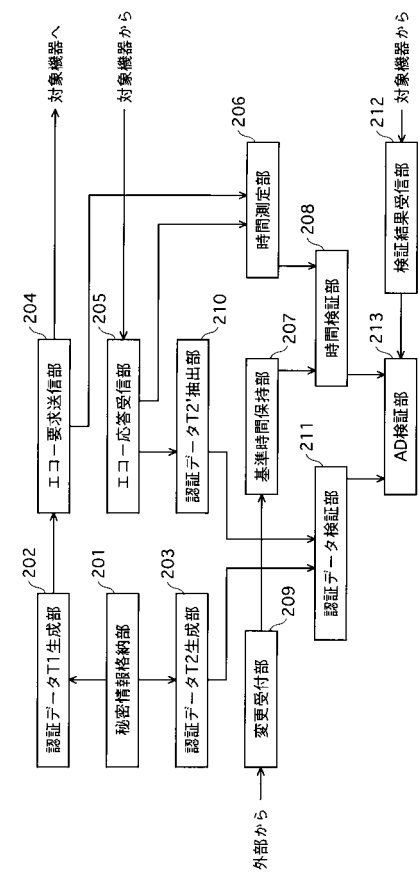 202
認証データT1生成部
204
エコー要求送信部
対象機器へ
201
秘密情報格納部
205
エコー応答受信部
対象機器から
203
認証データT2生成部
210
認証データT2'抽出部
206
時間測定部
外部から
209
変更受付部
207
基準時間保持部
208
時間検証部
211
認証データ検証部
213
AD検証部
212
検証結果受信部
対象機器から